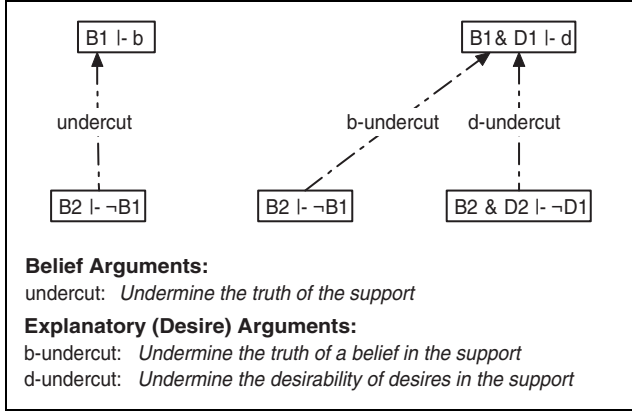 B1 |- b
B1& D1 |- d
undercut
b-undercut
d-undercut
B2 |- ¬B1
B2 |- ¬B1
B2 & D2 |- ¬D1
Belief Arguments:
undercut: Undermine the truth of the support
Explanatory (Desire) Arguments:
b-undercut: Undermine the truth of a belief in the support
d-undercut: Undermine the desirability of desires in the support